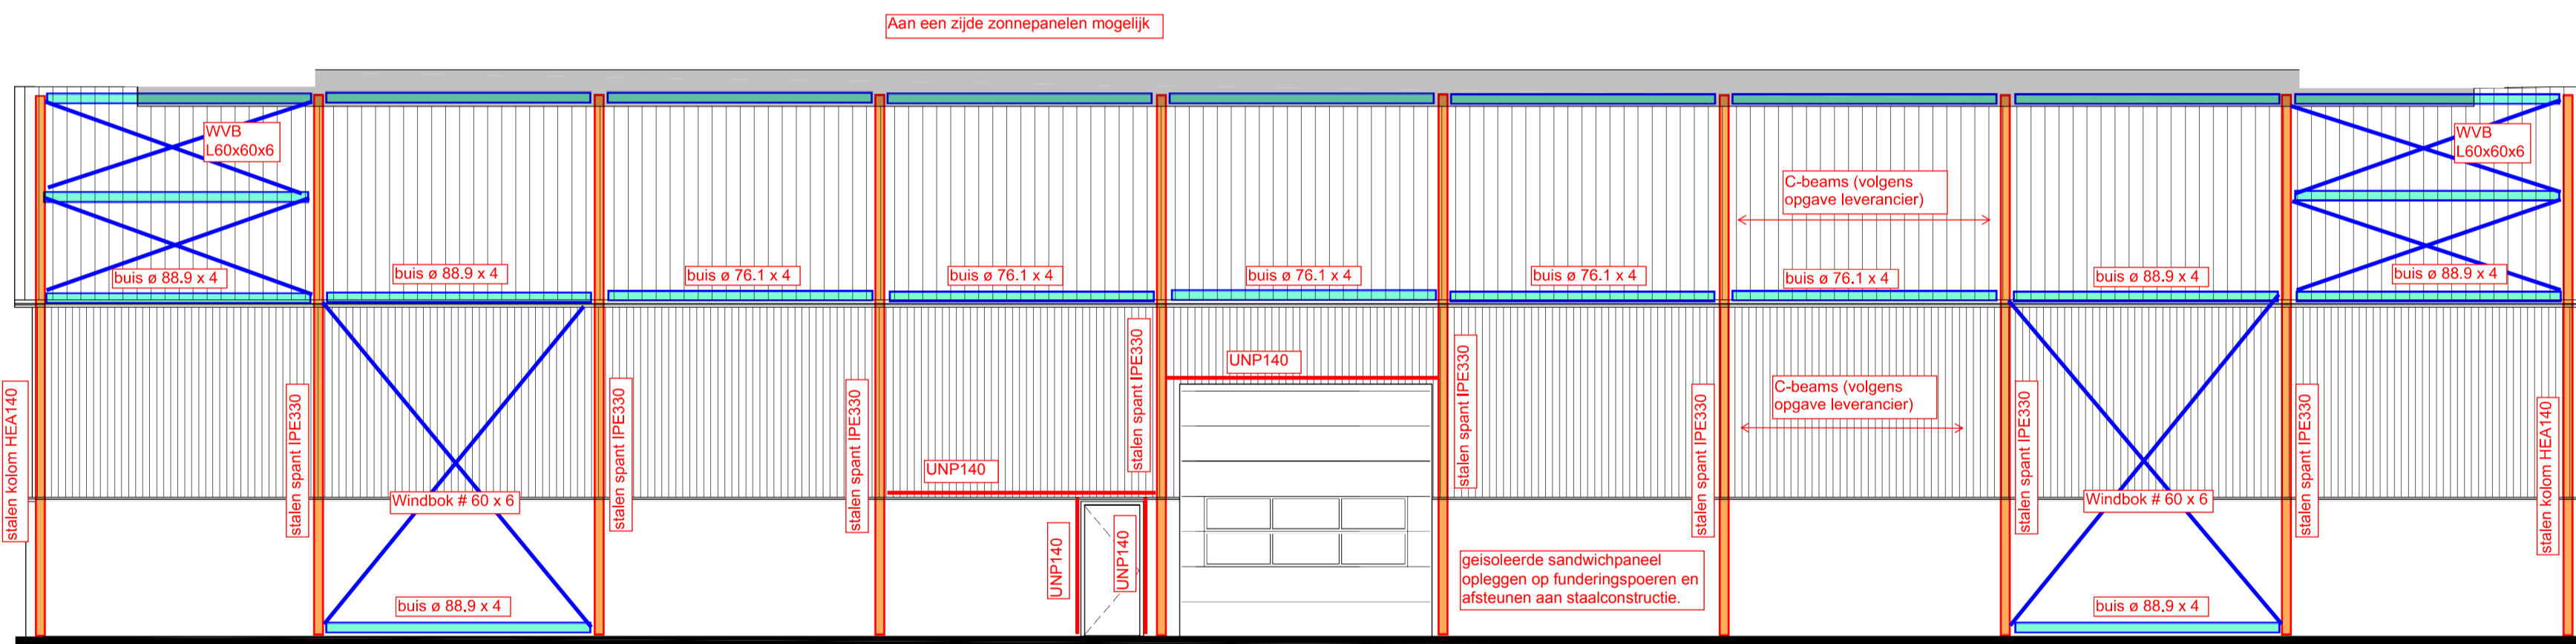 Aan een zijde zonnepanelen mogelijk
WVB
L60x60x6
WVB
L60x60x6
C-beams (volgens
opgave leverancier)
buis ø 88.9 x 4
buis ø 88.9 x 4
buis ø 76.1 x 4
buis ø 76.1 x 4
buis ø 76.1 x 4
buis ø 76.1 x 4
buis ø 76.1 x 4
buis ø 88.9 x 4
buis ø 88.9 x 4
stalen kolom HEA140
stalen spant IPE330
stalen spant IPE330
stalen spant IPE330
stalen spant IPE330
UNP140
stalen spant IPE330
stalen spant IPE330
C-beams (volgens
opgave leverancier)
stalen spant IPE330
stalen spant IPE330
stalen kolom HEA140
UNP140
Windbok # 60 x 6
Windbok # 60 x 6
UNP140
UNP140
geisoleerde sandwichpaneel
opleggen op funderingspoeren en
afsteunen aan staalconstructie.
buis ø 88.9 x 4
buis ø 88.9 x 4